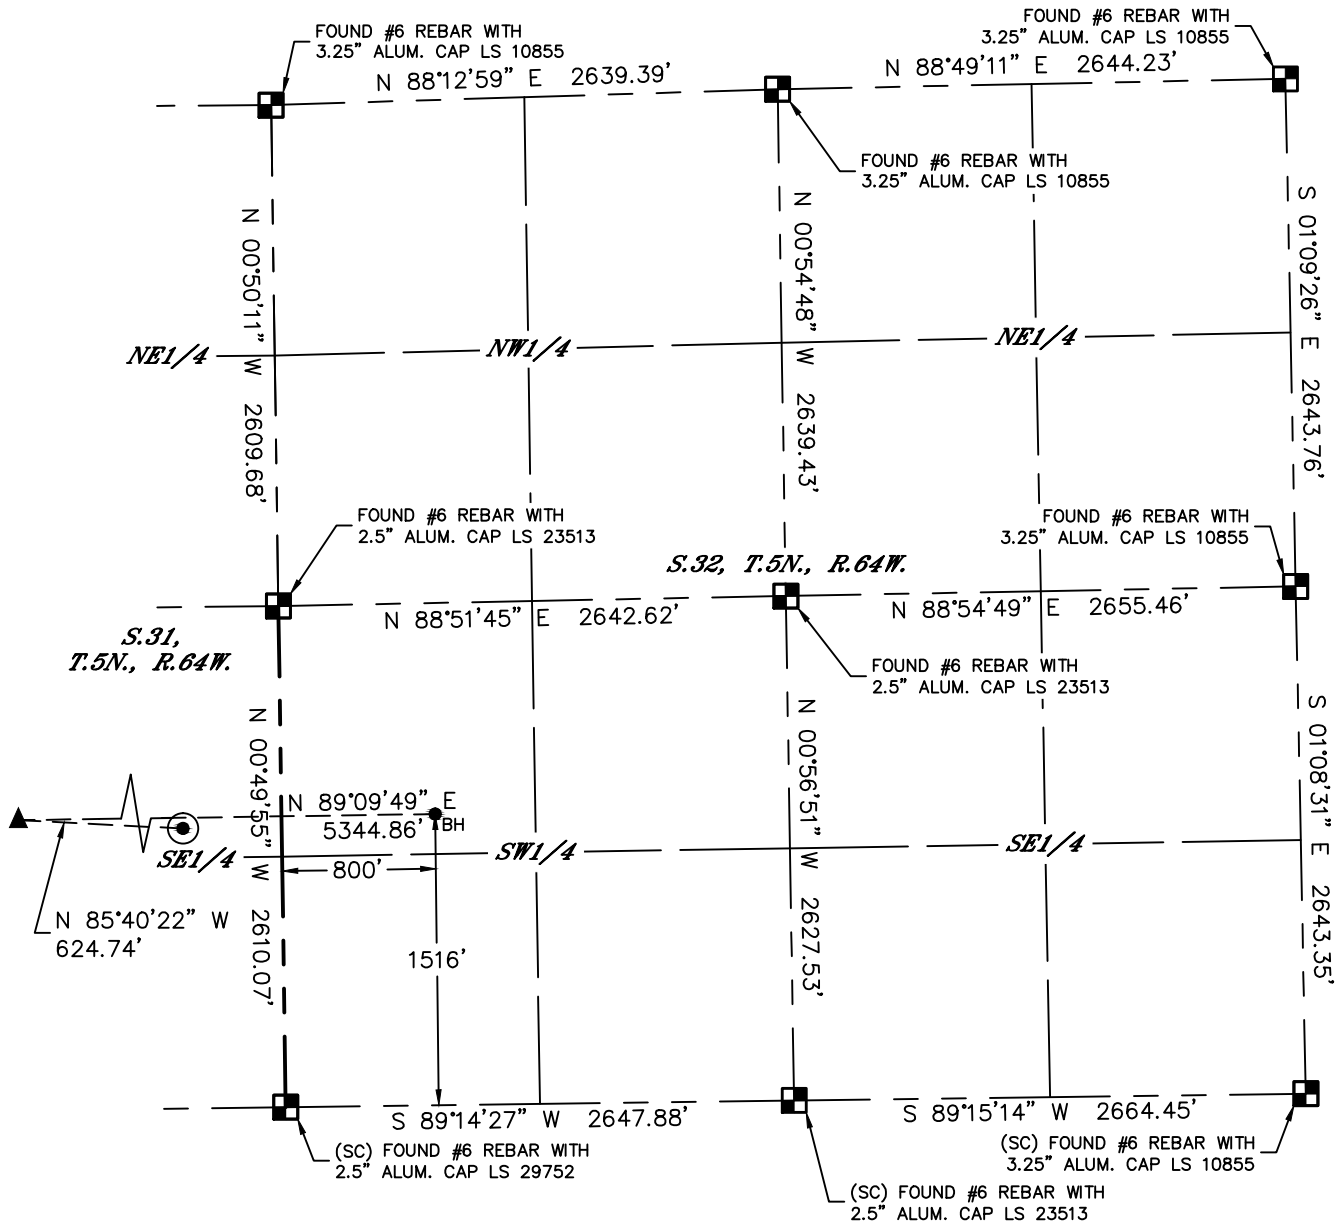 FOUND #6 REBAR WITH
3.25" ALUM. CAP LS 10855
FOUND #6 REBAR WITH
3.25" ALUM. CAP LS 10855
N 88°12'59" E 2639.39'
N 88°49'11" E 2644.23'
FOUND #6 REBAR WITH
3.25" ALUM. CAP LS 10855
N 00°50'11" W 2609.68'
N 00°54'48" W 2639.43'
S 01°09'26" E 2643.76'
NE1/4
NW1/4
NE1/4
FOUND #6 REBAR WITH
2.5" ALUM. CAP LS 23513
FOUND #6 REBAR WITH
3.25" ALUM. CAP LS 10855
S.32, T.5N., R.64W.
N 88°51'45" E 2642.62'
N 88°54'49" E 2655.46'
S.31,
T.5N., R.64W.
FOUND #6 REBAR WITH
2.5" ALUM. CAP LS 23513
N 00°49'55" W 2610.07'
N 00°56'51" W 2627.53'
S 01°08'31" E 2643.35'
N 89°09'49" E
5344.86'
BH
SE1/4
SW1/4
SE1/4
800'
N 85°40'22" W
624.74'
1516'
S 89°14'27" W 2647.88'
S 89°15'14" W 2664.45'
(SC) FOUND #6 REBAR WITH
2.5" ALUM. CAP LS 29752
(SC) FOUND #6 REBAR WITH
3.25" ALUM. CAP LS 10855
(SC) FOUND #6 REBAR WITH
2.5" ALUM. CAP LS 23513